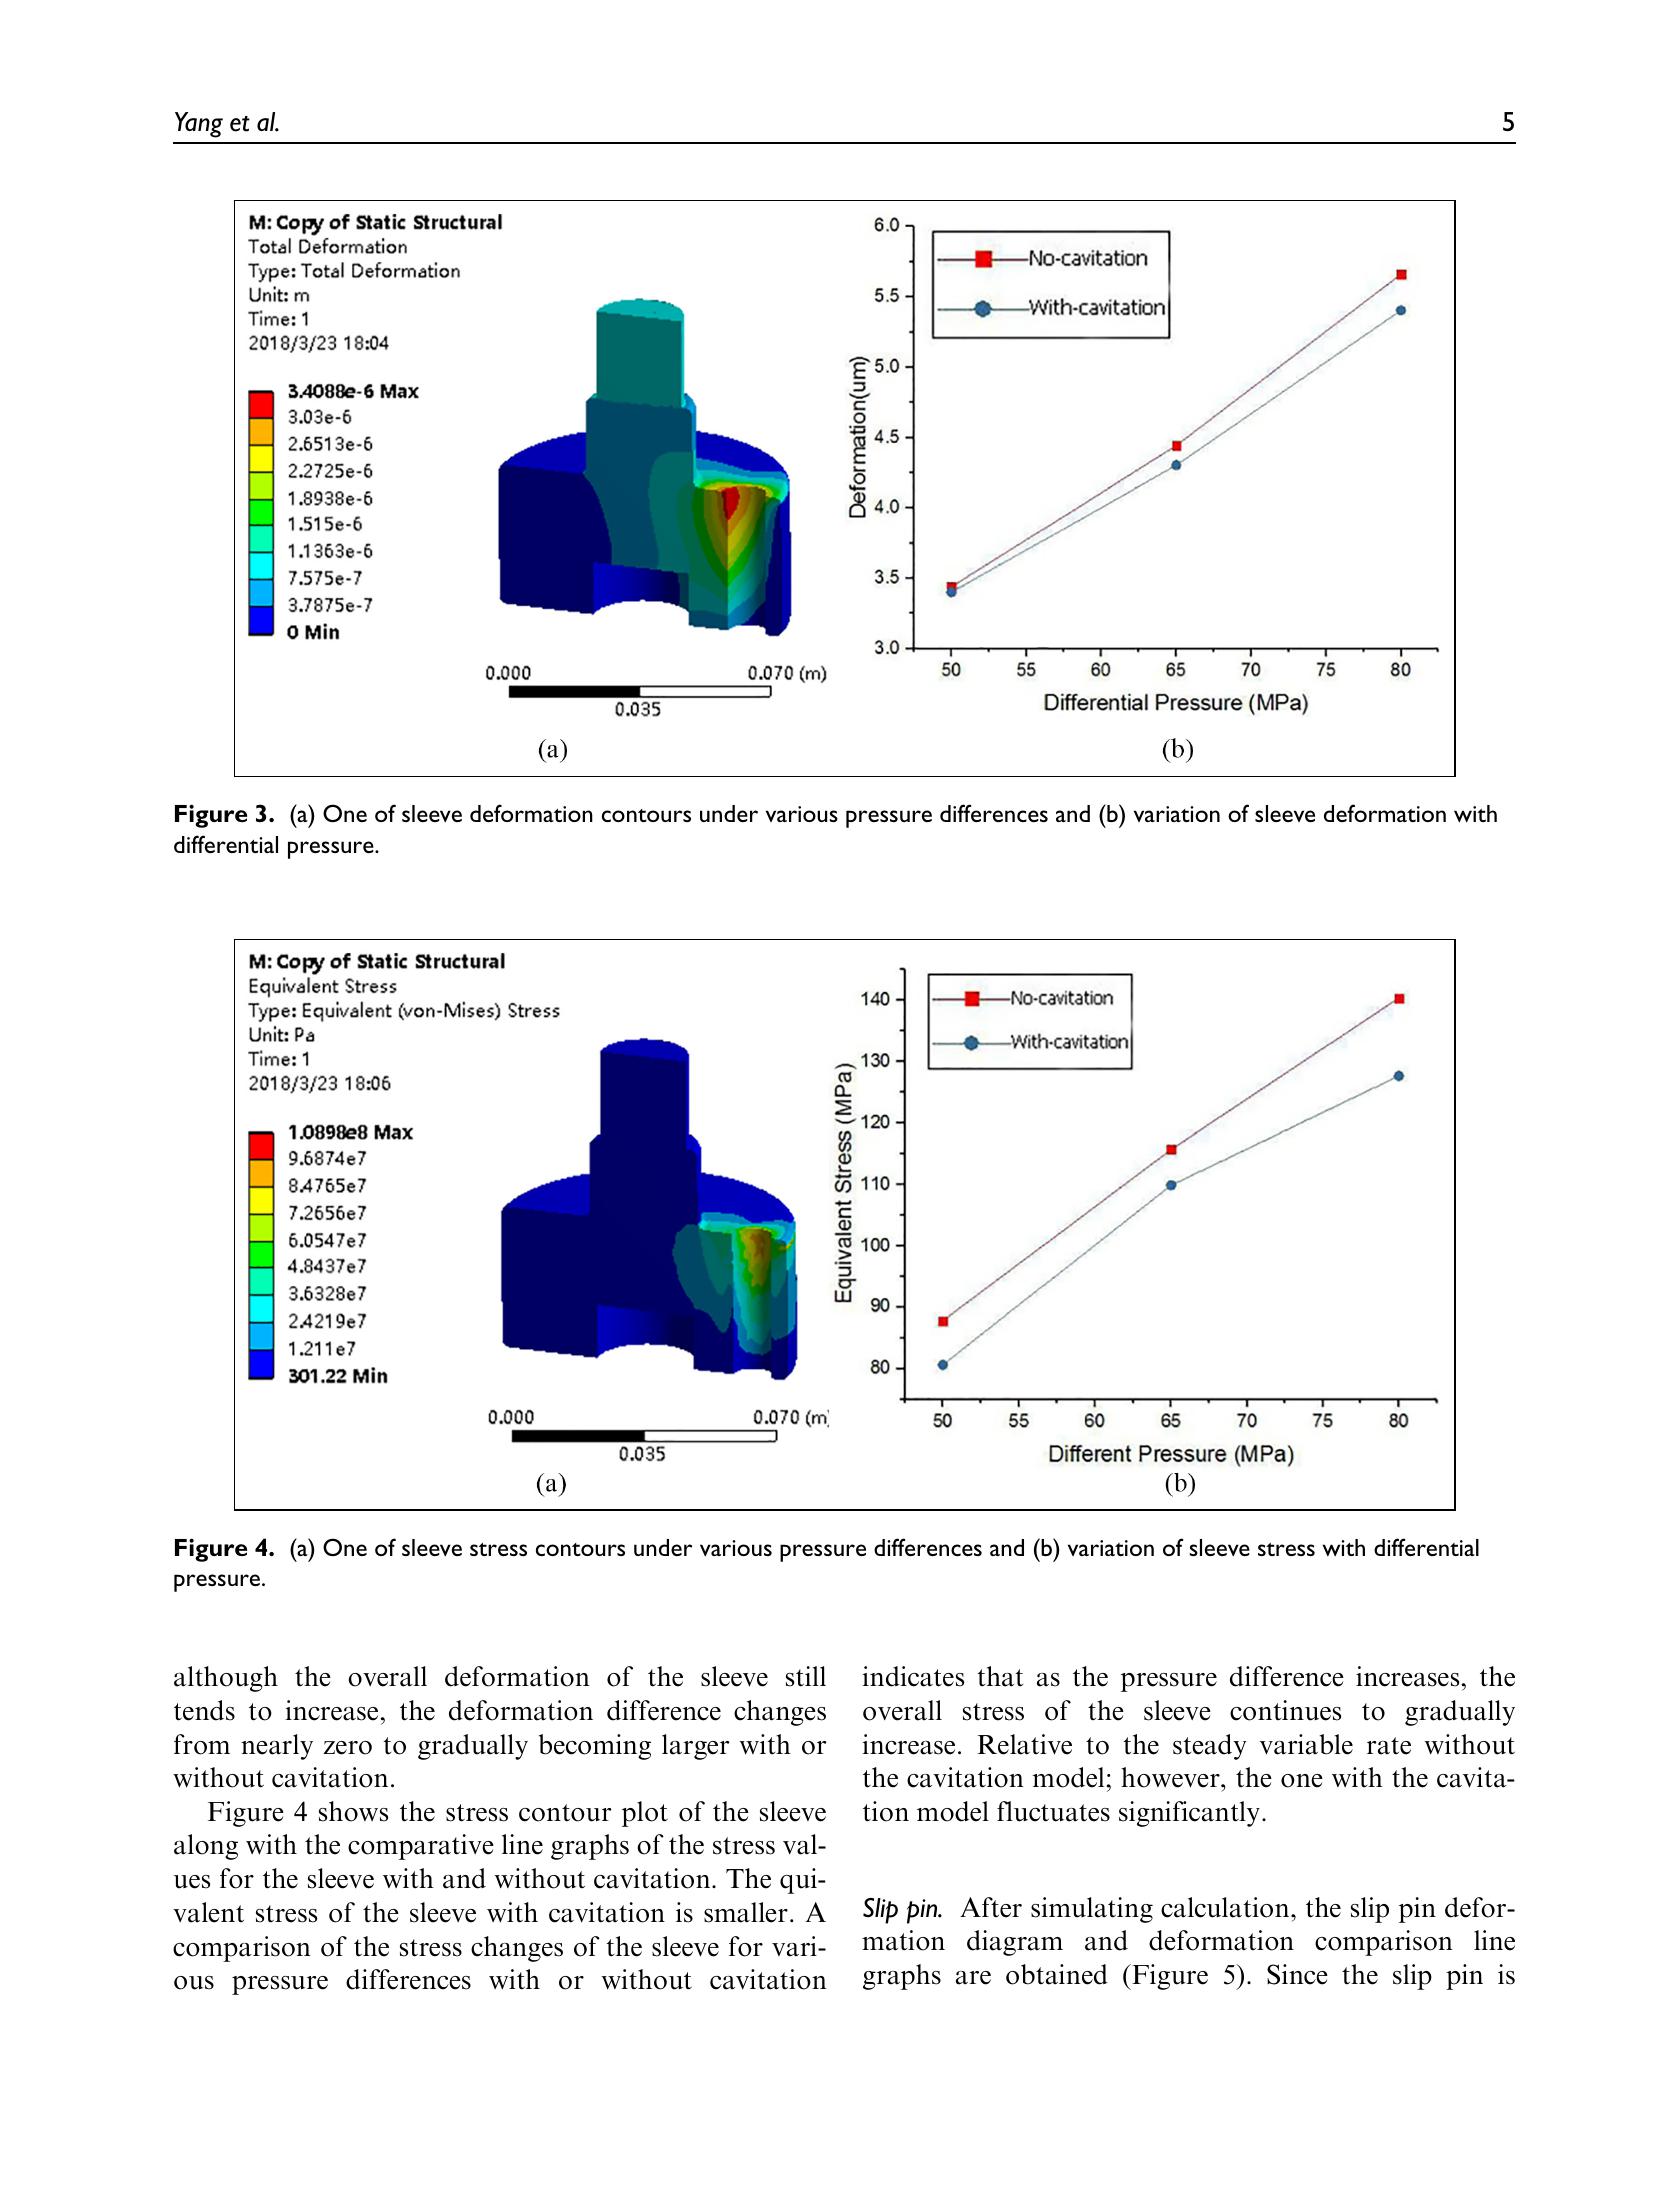 Yang et al.
5
M: Copy of Static Structural
Total Deformation
Type: Total Deformation
Unit: m
Time: 1
2018/3/23 18:04
3.4088e-6 Max
3.03e-6
2.6513e-6
2.2725e-6
1.8938e-6
1.515e-6
1.1363e-6
7.575e-7
3.7875e-7
0 Min
0.000
0.070 (m)
0.035
(a)
6.0
5.5
5.0
4.5
4.0
3.5
3.0
Deformation(um)
No-cavitation
With-cavitation
50 55 60 65 70 75 80
Differential Pressure (MPa)
(b)
Figure 3. (a) One of sleeve deformation contours under various pressure differences and (b) variation of sleeve deformation with
differential pressure.
M: Copy of Static Structural
Equivalent Stress
Type: Equivalent (von-Mises) Stress
Unit: Pa
Time: 1
2018/3/23 18:06
1.0898e8 Max
9.6874e7
8.4765e7
7.2656e7
6.0547e7
4.8437e7
3.6328e7
2.4219e7
1.211e7
301.22 Min
0.000
0.070 (m)
0.035
(a)
140
130
120
110
100
90
80
Equivalent Stress (MPa)
No-cavitation
With-cavitation
50 55 60 65 70 75 80
Different Pressure (MPa)
(b)
Figure 4. (a) One of sleeve stress contours under various pressure differences and (b) variation of sleeve stress with differential
pressure.
although the overall deformation of the sleeve still
tends to increase, the deformation difference changes
from nearly zero to gradually becoming larger with or
without cavitation.
Figure 4 shows the stress contour plot of the sleeve
along with the comparative line graphs of the stress val-
ues for the sleeve with and without cavitation. The qui-
valent stress of the sleeve with cavitation is smaller. A
comparison of the stress changes of the sleeve for vari-
ous pressure differences with or without cavitation
indicates that as the pressure difference increases, the
overall stress of the sleeve continues to gradually
increase. Relative to the steady variable rate without
the cavitation model; however, the one with the cavita-
tion model fluctuates significantly.
Slip pin. After simulating calculation, the slip pin defor-
mation diagram and deformation comparison line
graphs are obtained (Figure 5). Since the slip pin is